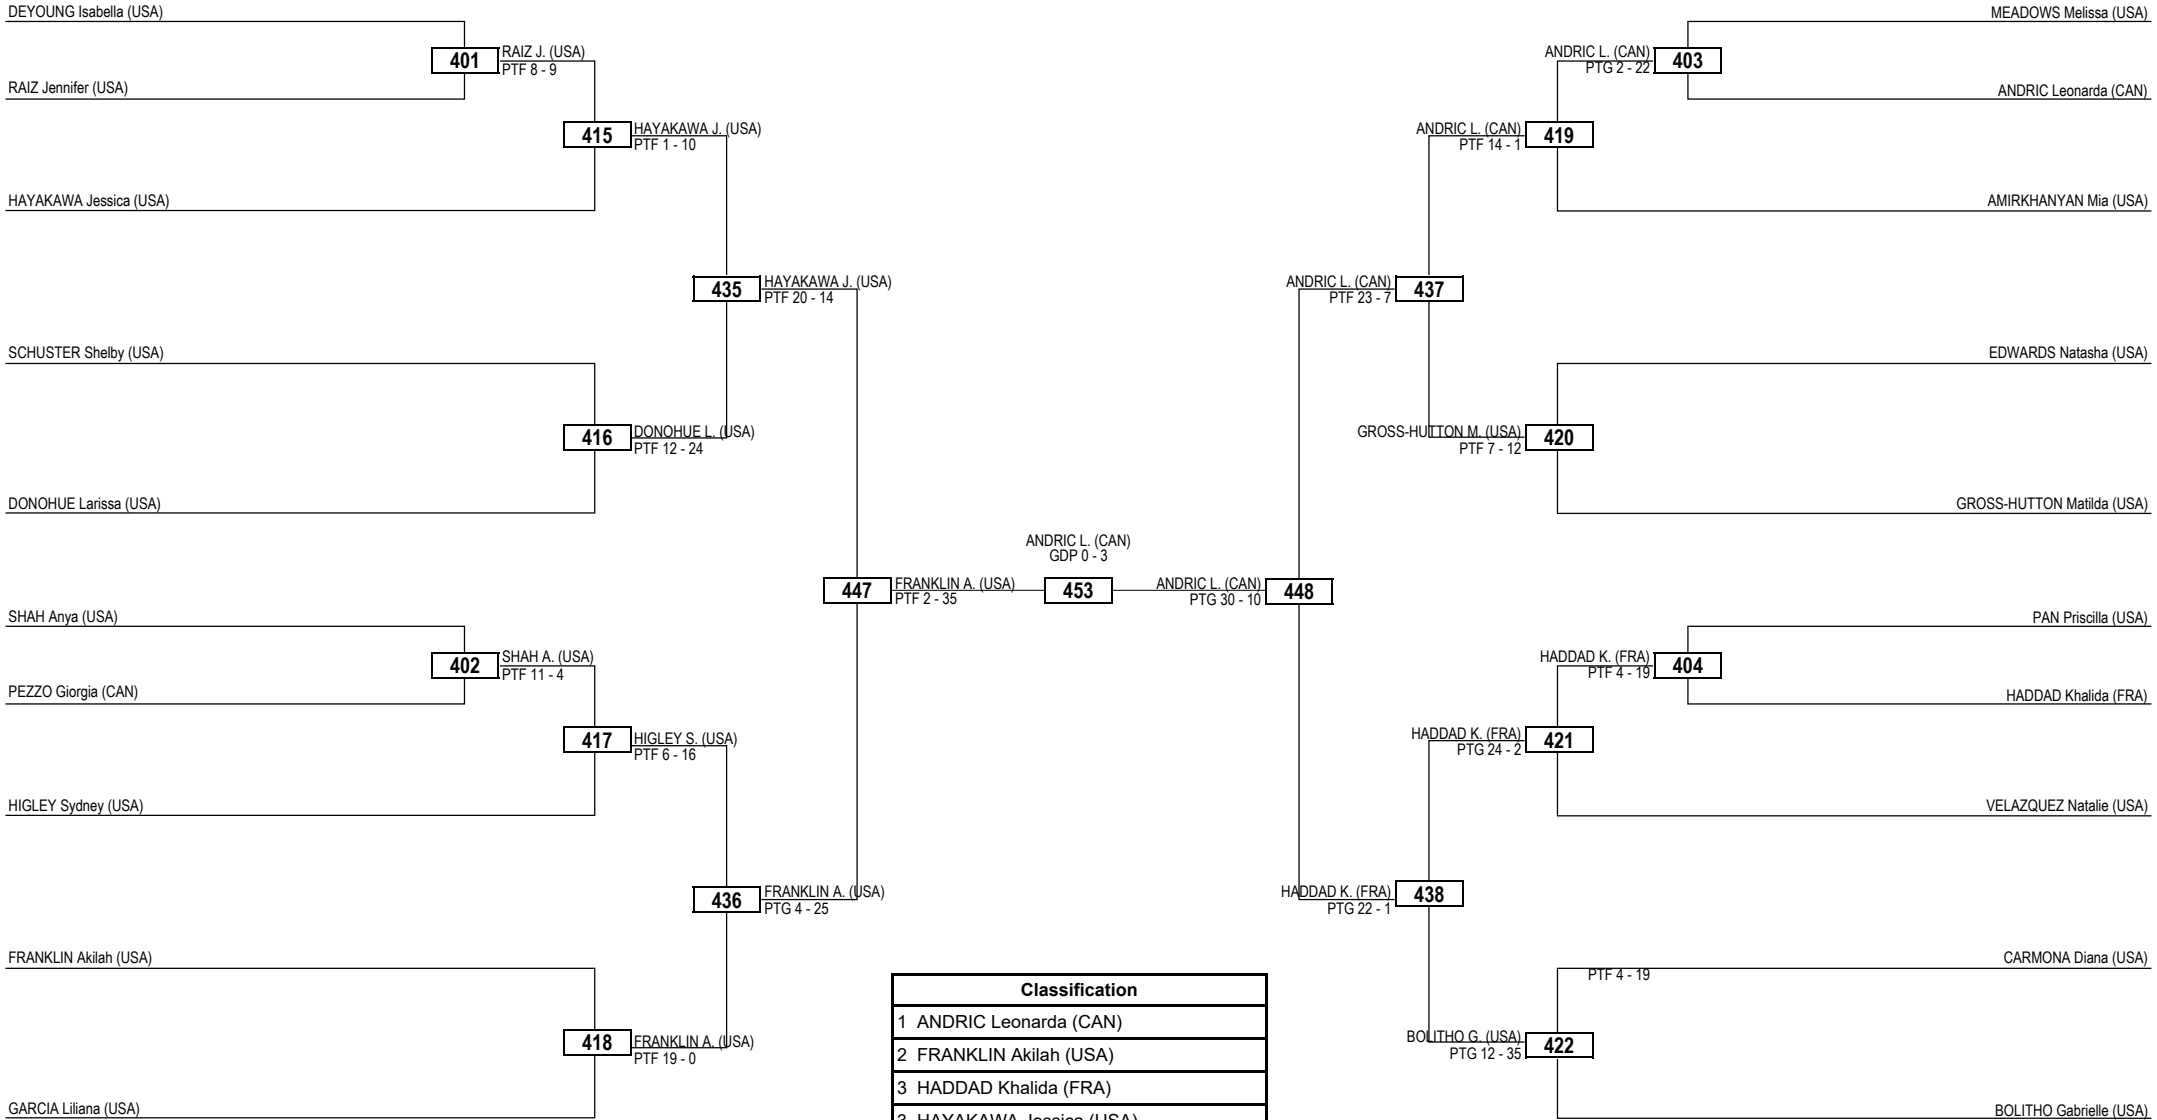 DEYOUNG Isabella (USA)
401
RAIZ J. (USA)
PTF 8 - 9
RAIZ Jennifer (USA)
415
HAYAKAWA J. (USA)
PTF 1 - 10
HAYAKAWA Jessica (USA)
435
HAYAKAWA J. (USA)
PTF 20 - 14
SCHUSTER Shelby (USA)
416
DONOHUE L. (USA)
PTF 12 - 24
DONOHUE Larissa (USA)
447
FRANKLIN A. (USA)
PTF 2 - 35
SHAH Anya (USA)
402
SHAH A. (USA)
PTF 11 - 4
PEZZO Giorgia (CAN)
417
HIGLEY S. (USA)
PTF 6 - 16
HIGLEY Sydney (USA)
436
FRANKLIN A. (USA)
PTG 4 - 25
FRANKLIN Akilah (USA)
418
FRANKLIN A. (USA)
PTF 19 - 0
GARCIA Liliana (USA)
ANDRIC L. (CAN)
GDP 0 - 3
453
MEADOWS Melissa (USA)
ANDRIC L. (CAN)
PTG 2 - 22
403
ANDRIC Leonarda (CAN)
ANDRIC L. (CAN)
PTF 14 - 1
419
AMIRKHANYAN Mia (USA)
ANDRIC L. (CAN)
PTF 23 - 7
437
EDWARDS Natasha (USA)
GROSS-HUTTON M. (USA)
PTF 7 - 12
420
GROSS-HUTTON Matilda (USA)
ANDRIC L. (CAN)
PTG 30 - 10
448
PAN Priscilla (USA)
HADDAD K. (FRA)
PTF 4 - 19
404
HADDAD Khalida (FRA)
HADDAD K. (FRA)
PTG 24 - 2
421
VELAZQUEZ Natalie (USA)
HADDAD K. (FRA)
PTG 22 - 1
438
CARMONA Diana (USA)
PTF 4 - 19
BOLITHO G. (USA)
PTG 12 - 35
422
BOLITHO Gabrielle (USA)
Classification
1 ANDRIC Leonarda (CAN)
2 FRANKLIN Akilah (USA)
3 HADDAD Khalida (FRA)
3 HAYAKAWA Jessica (USA)